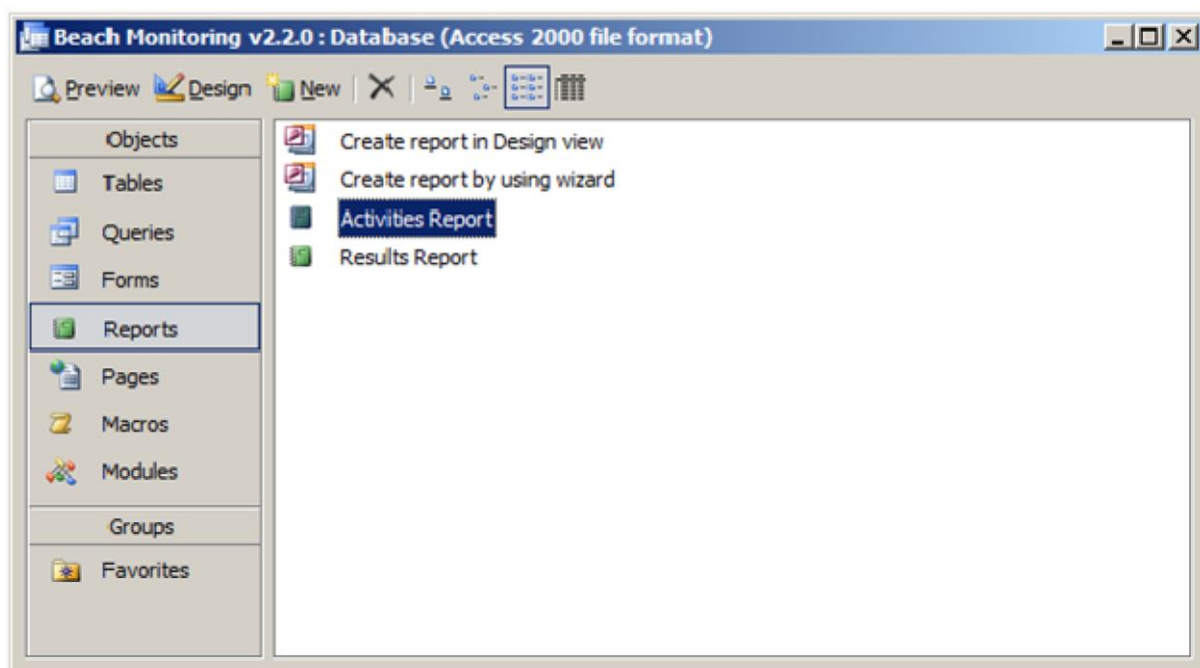 Beach Monitoring v2.2.0 : Database (Access 2000 file format)
Preview Design New
Objects
Tables
Queries
Forms
Reports
Pages
Macros
Modules
Groups
Favorites
Create report in Design view
Create report by using wizard
Activities Report
Results Report